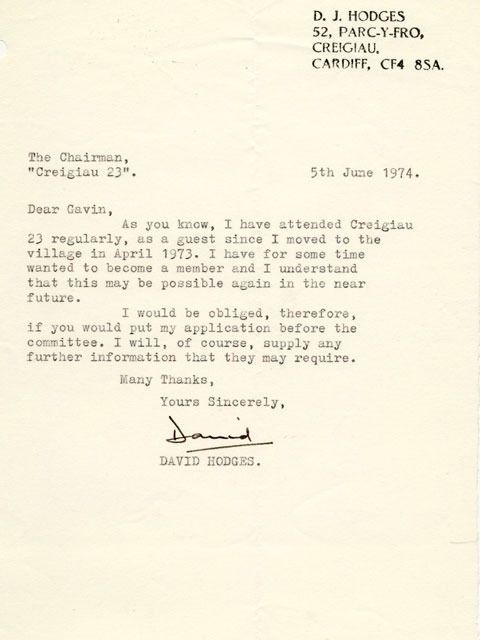 D. J. HODGES
52, PARC-Y-FRO,
CREIGIAU,
CARDIFF, CF4 8SA.
The Chairman,
"Creigiau 23".
5th June 1974.
Dear Gavin,
As you know, I have attended Creigiau
23 regularly, as a guest since I moved to the
village in April 1973. I have for some time
wanted to become a member and I understand
that this may be possible again in the near
future.
I would be obliged, therefore,
if you would put my application before the
committee. I will, of course, supply any
further information that they may require.
Many Thanks,
Yours Sincerely,
David
DAVID HODGES.